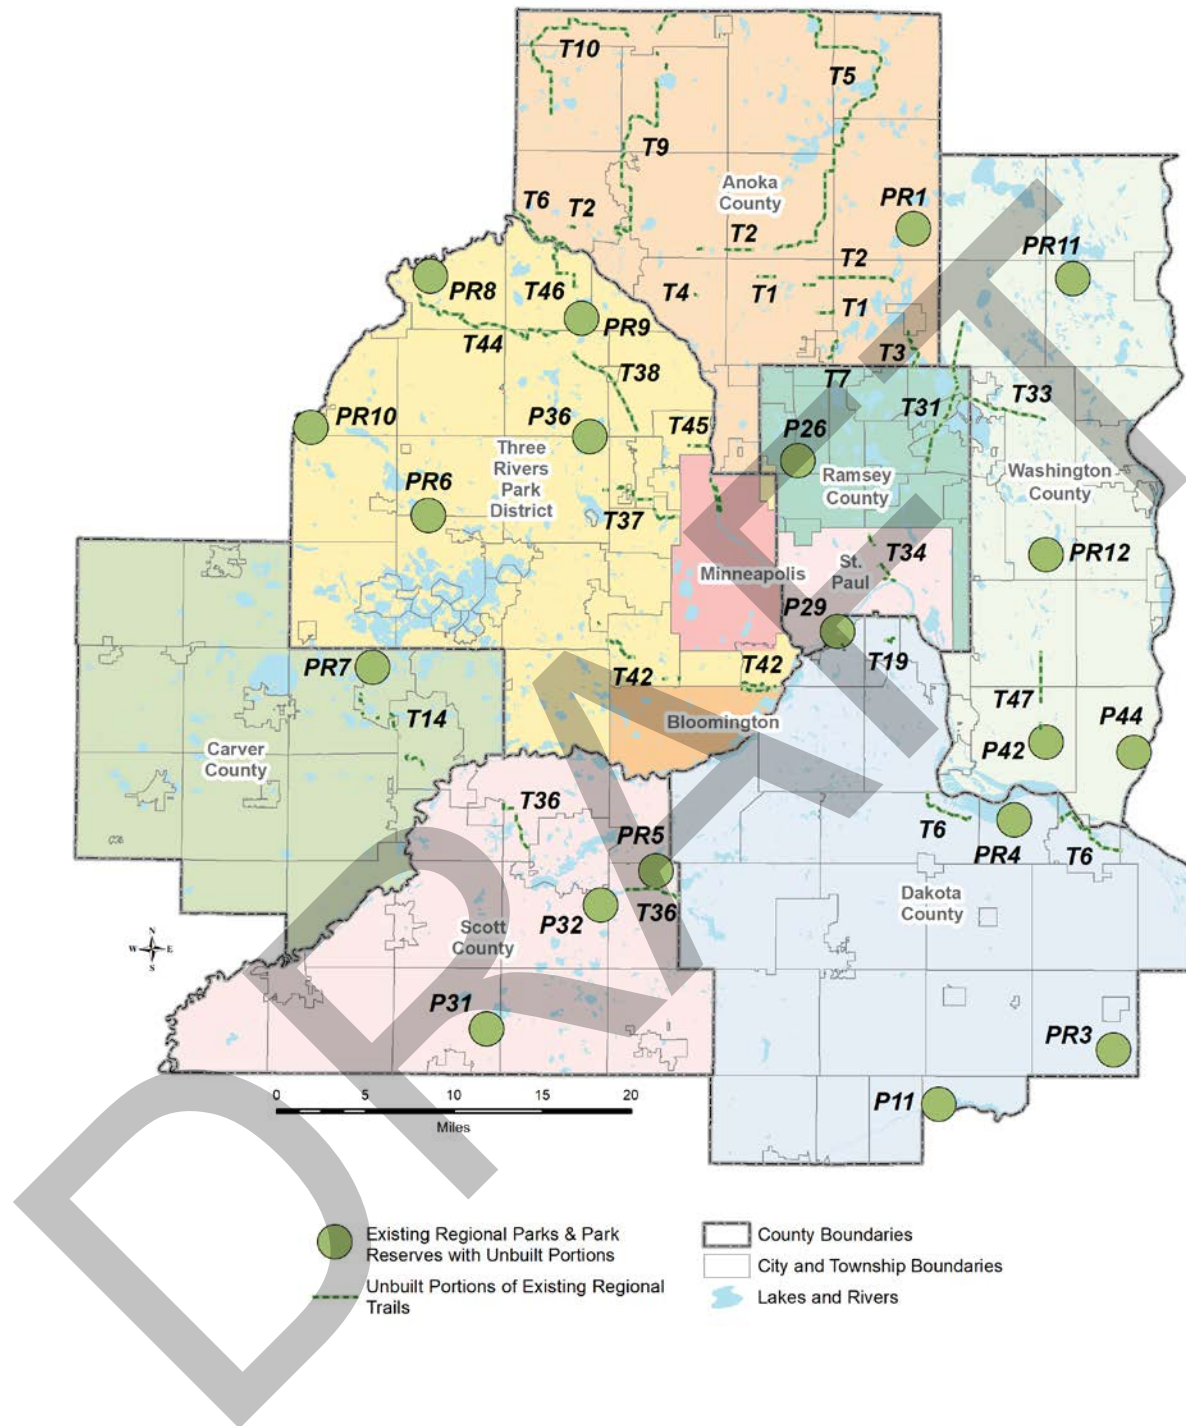 T10
T5
T9
Anoka
County
PR1
T6
T2
T2
PR11
T2
PR8
T46
T4
T1
T1
PR9
T44
T3
T38
T7
T31
T33
PR10
P36
T45
P26
Three
Rivers
Park
District
Ramsey
County
Washington
County
PR6
T37
T34
PR12
Minneapolis
St.
Paul
P29
PR7
T42
T42
T19
T14
T47
P44
Bloomington
P42
Carver
County
T36
PR5
T6
PR4
T6
Dakota
County
P32
T36
Scott
County
N
W E
S
P31
PR3
0 5 10 15 20
Miles
P11
Existing Regional Parks & Park
Reserves with Unbuilt Portions
Unbuilt Portions of Existing Regional
Trails
County Boundaries
City and Township Boundaries
Lakes and Rivers
DRAFT